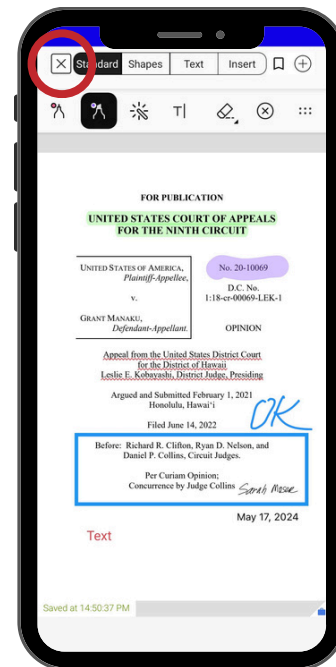 Standard Shapes Text Insert
T
FOR PUBLICATION
UNITED STATES COURT OF APPEALS
FOR THE NINTH CIRCUIT
UNITED STATES OF AMERICA,
Plaintiff-Appellee,
v.
GRANT MANAKU,
Defendant-Appellant.
No. 20-10069
D.C. No.
1:18-cr-00069-LEK-1
OPINION
Appeal from the United States District Court
for the District of Hawaii
Leslie E. Kobayashi, District Judge, Presiding
Argued and Submitted February 1, 2021
Honolulu, Hawai‘i
Filed June 14, 2022
OK
Before: Richard R. Clifton, Ryan D. Nelson, and
Daniel P. Collins, Circuit Judges.
Per Curiam Opinion;
Concurrence by Judge Collins
Sarah
May 17, 2024
Text
Saved at 14:50:37 PM